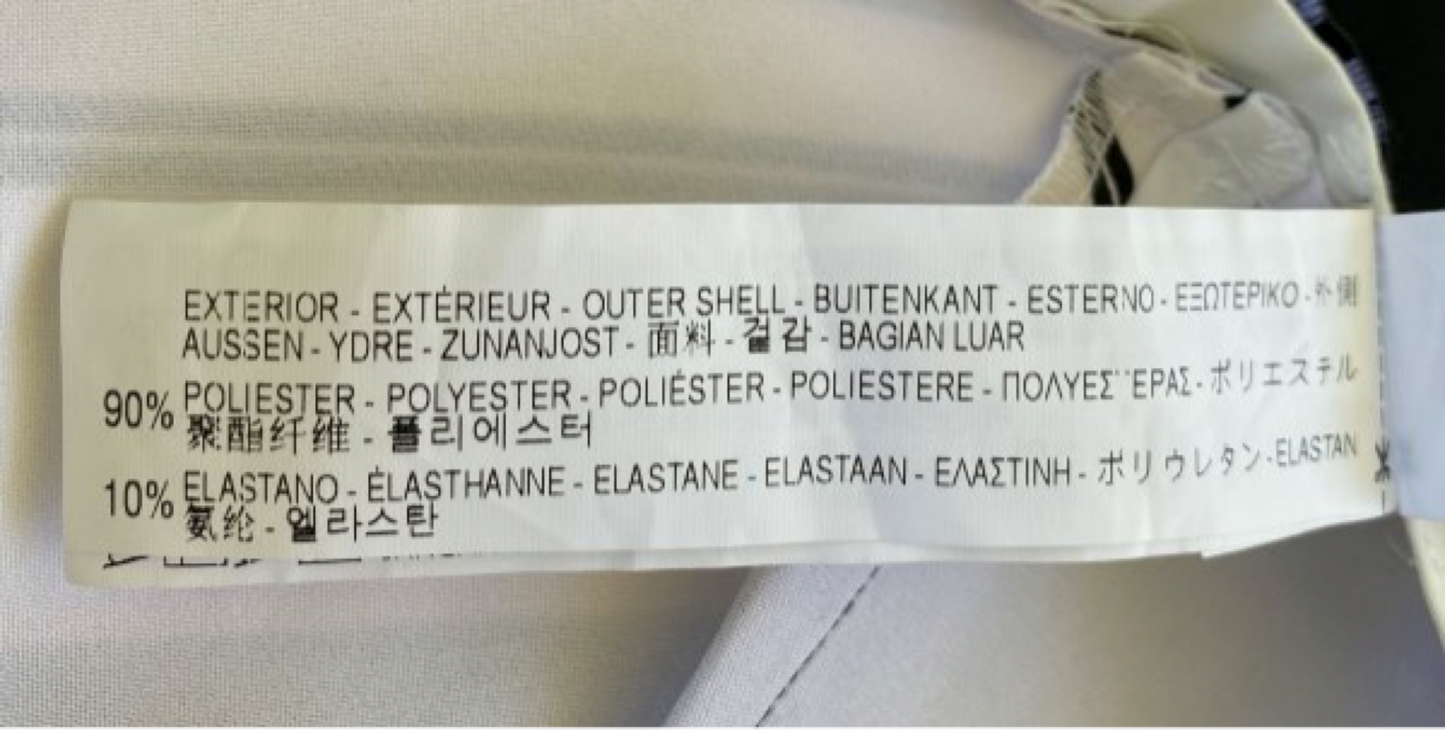 EXTERIOR - EXTÉRIEUR - OUTER SHELL - BUITENKANT - ESTERNO - ΕΞΩΤΕΡΙΚΟ - 外側
AUSSEN - YDRE - ZUNANJOST - 面料 - 겉감 - BAGIAN LUAR
90% POLIESTER - POLYESTER - POLIÉSTER - POLIESTERE - ΠΟΛΥΕΣ¨ΕΡΑΣ - ポリエステル
聚酯纤维 - 폴리에스터
10% ELASTANO - ÉLASTHANNE - ELASTANE - ELASTAAN - ΕΛΑΣΤΙΝΗ - ポリウレタン - ELASTAN
氨纶 - 엘라스탄